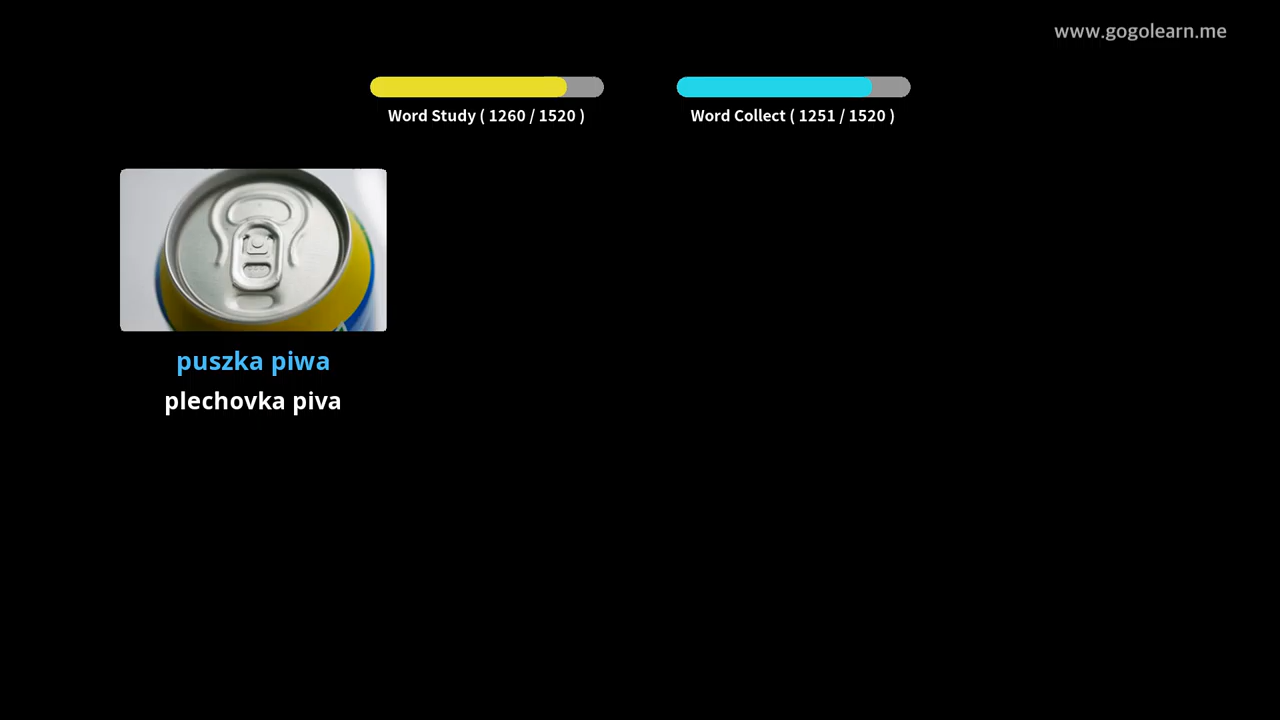 www.gogolearn.me
Word Study ( 1260 / 1520 )
Word Collect ( 1251 / 1520 )
puszka piwa
plechovka piva